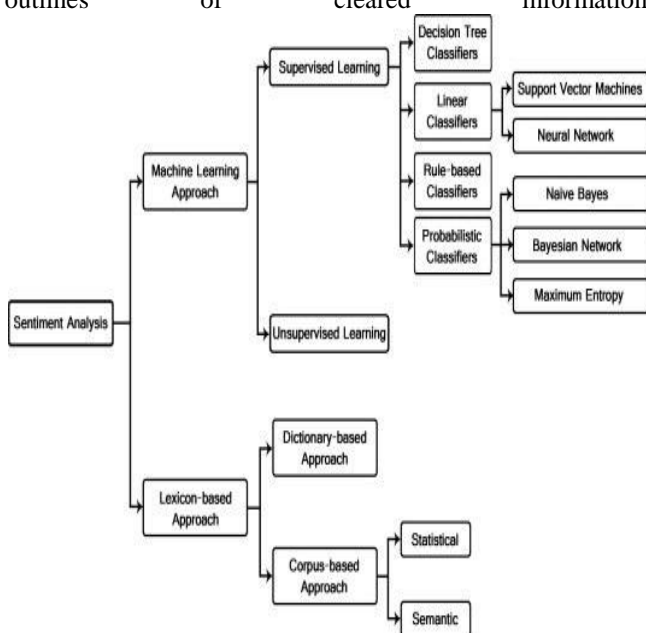 outlines of cleared information
Decision Tree
Classifiers
Supervised Learning
Linear
Classifiers
Support Vector Machines
Neural Network
Machine Learning
Approach
Rule-based
Classifiers
Naive Bayes
Probabilistic
Classifiers
Bayesian Network
Maximum Entropy
Sentiment Analysis
Unsupervised Learning
Dictionary-based
Approach
Lexicon-based
Approach
Statistical
Corpus-based
Approach
Semantic